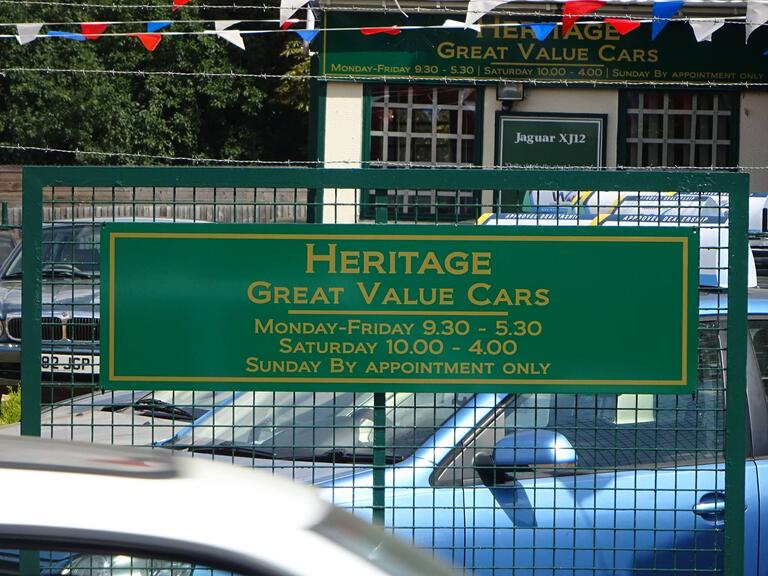 Heritage
Great Value Cars
Monday-Friday 9.30 - 5.30 | Saturday 10.00 - 4.00 | Sunday By appointment only
Jaguar XJ12
Heritage
Great Value Cars
Monday-Friday 9.30 - 5.30
Saturday 10.00 - 4.00
Sunday By appointment only